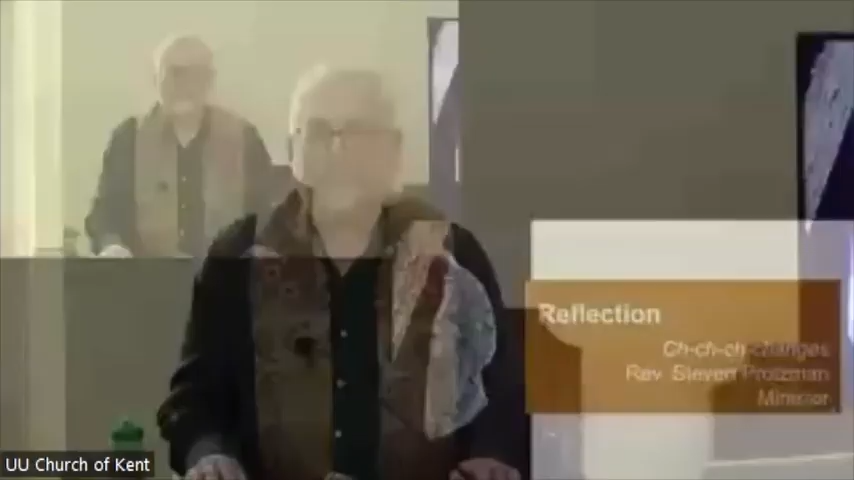 Reflection
Ch-ch-ch-changes
Rev. Steven Protzman
Minister
UU Church of Kent